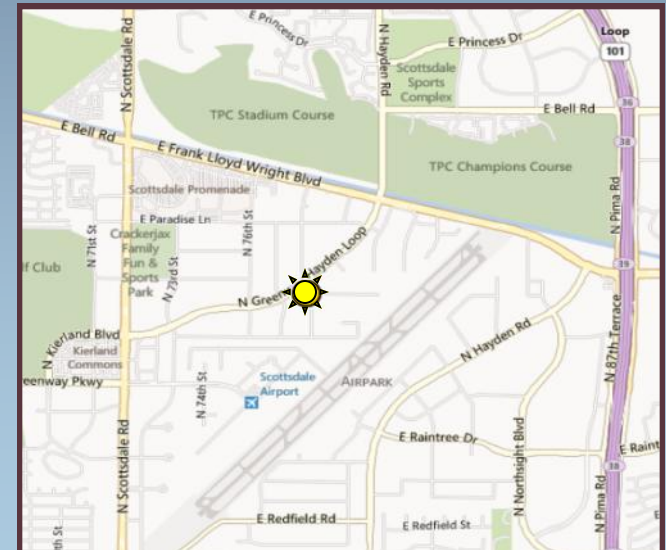 E Princess Dr
N Scottsdale Rd
N Hayden Rd
E Princess Dr
Loop
101
Scottsdale
Sports
Complex
36
E Bell Rd
TPC Stadium Course
38
E Bell Rd
E Frank Lloyd Wright Blvd
TPC Champions Course
Scottsdale Promenade
N Pima Rd
E Paradise Ln
N 71st St
Crackerjax
Family
Fun &
Sports
Park
N 73rd St
N 76th St
Hayden Loop
39
lf Club
N Green
N 87th Terrace
N Kierland Blvd
Kierland
Commons
N Hayden Rd
eenway Pkwy
N 74th St
Scottsdale
Airport
AIRPARK
N Scottsdale Rd
E Raintree Dr
N Northsight Blvd
E Raint
38
N Pima Rd
E Redfield Rd
E Redfield St
th St